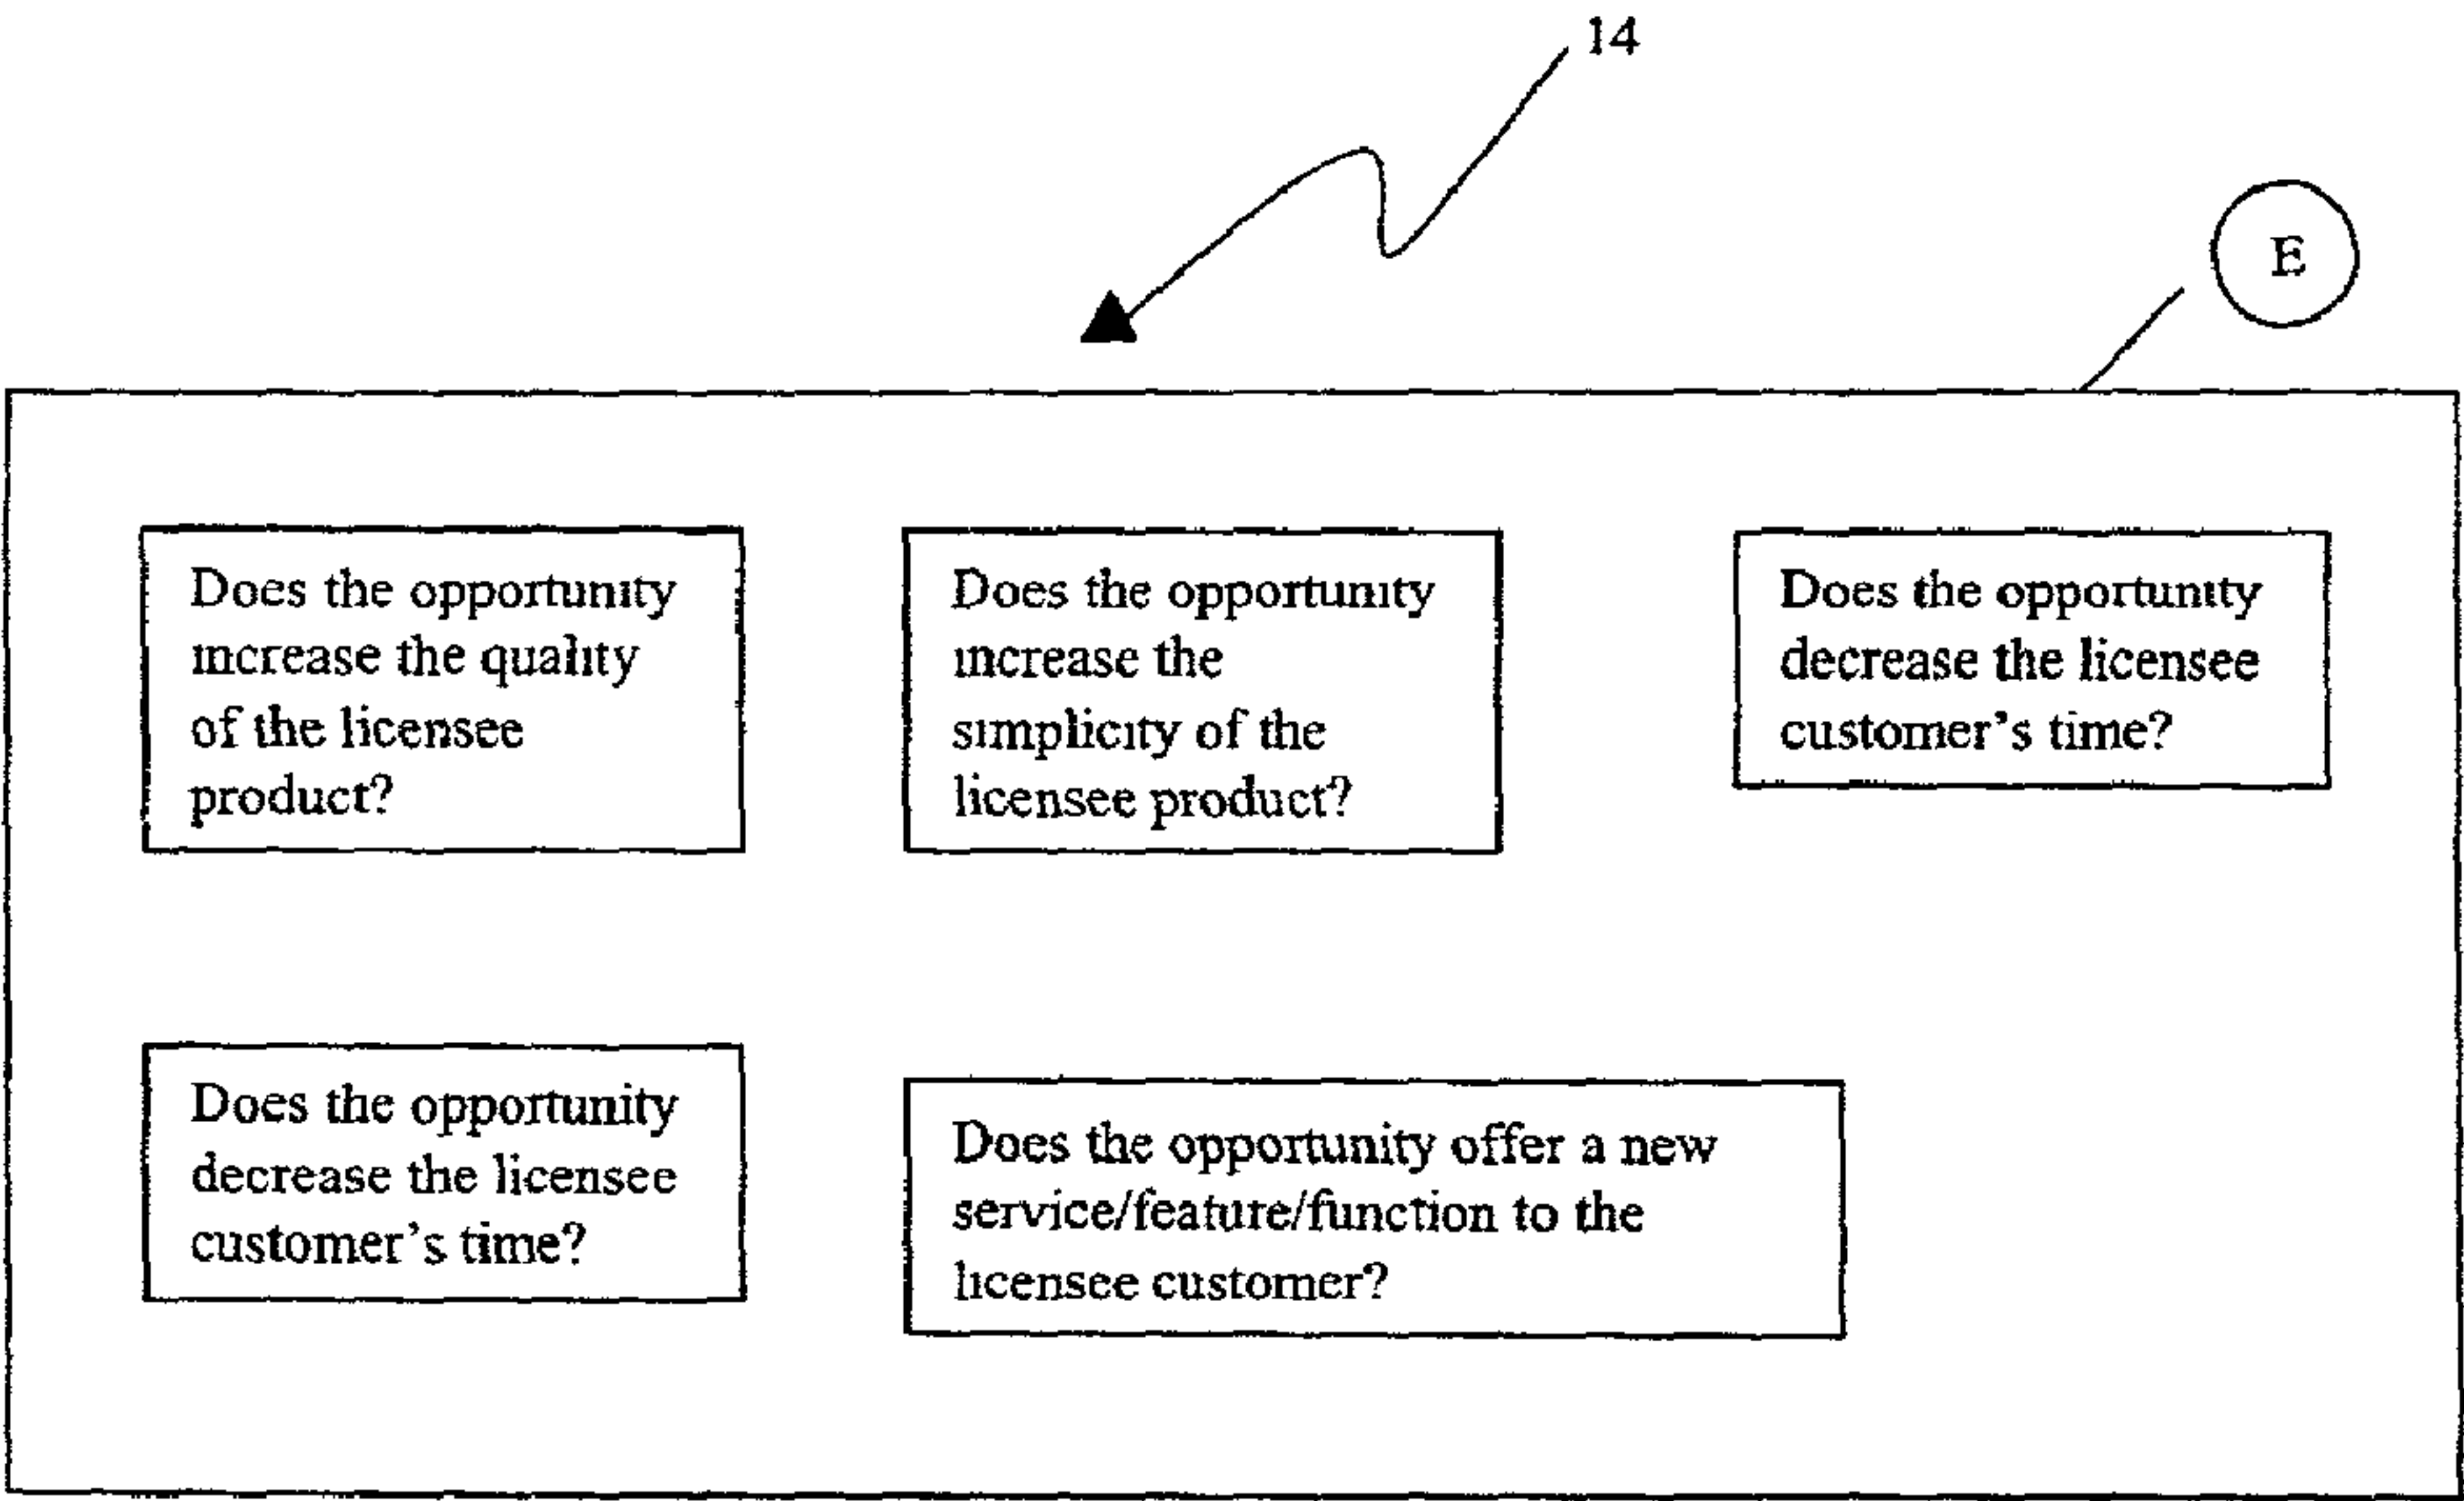 14
E
Does the opportunity
increase the quality
of the licensee
product?
Does the opportunity
increase the
simplicity of the
licensee product?
Does the opportunity
decrease the licensee
customer's time?
Does the opportunity
decrease the licensee
customer's time?
Does the opportunity offer a new
service/feature/function to the
licensee customer?